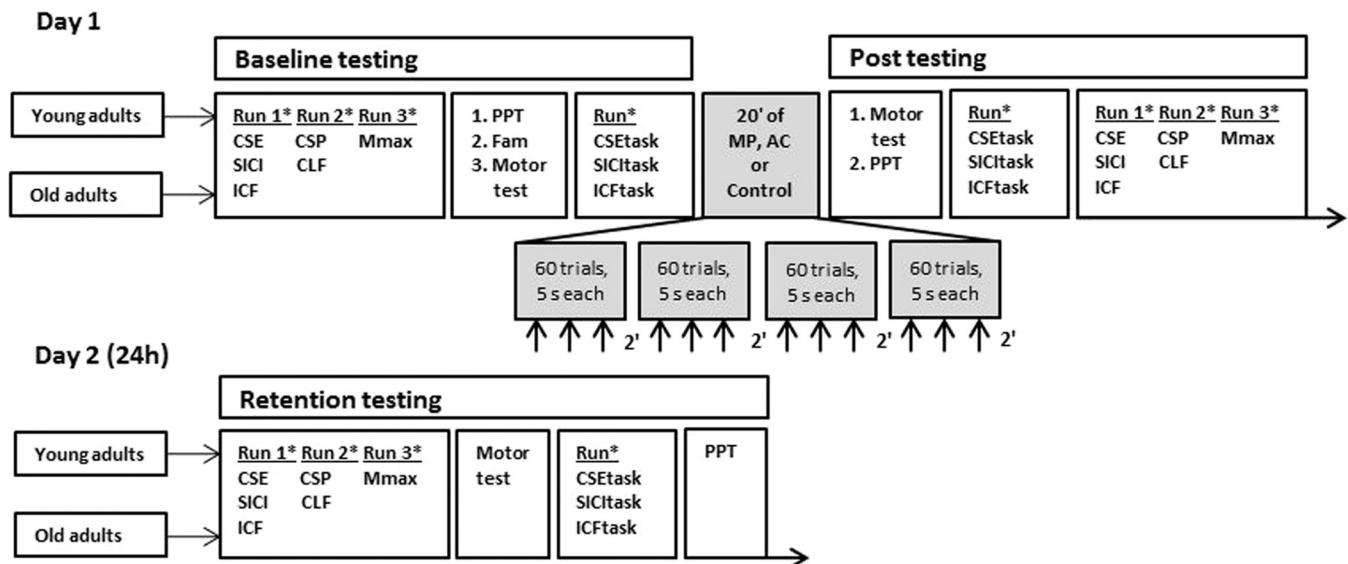 Day 1
Baseline testing
Post testing
Young adults
Old adults
Run 1* Run 2* Run 3*
CSE CSP Mmax
SICI CLF
ICF
1. PPT
2. Fam
3. Motor
test
Run*
CSEtask
SICItask
ICFtask
20' of
MP, AC
or
Control
1. Motor
test
2. PPT
Run*
CSEtask
SICItask
ICFtask
Run 1* Run 2* Run 3*
CSE CSP Mmax
SICI CLF
ICF
60 trials,
5 s each
60 trials,
5 s each
60 trials,
5 s each
60 trials,
5 s each
2' 2' 2' 2'
Day 2 (24h)
Retention testing
Young adults
Old adults
Run 1* Run 2* Run 3*
CSE CSP Mmax
SICI CLF
ICF
Motor
test
Run*
CSEtask
SICItask
ICFtask
PPT